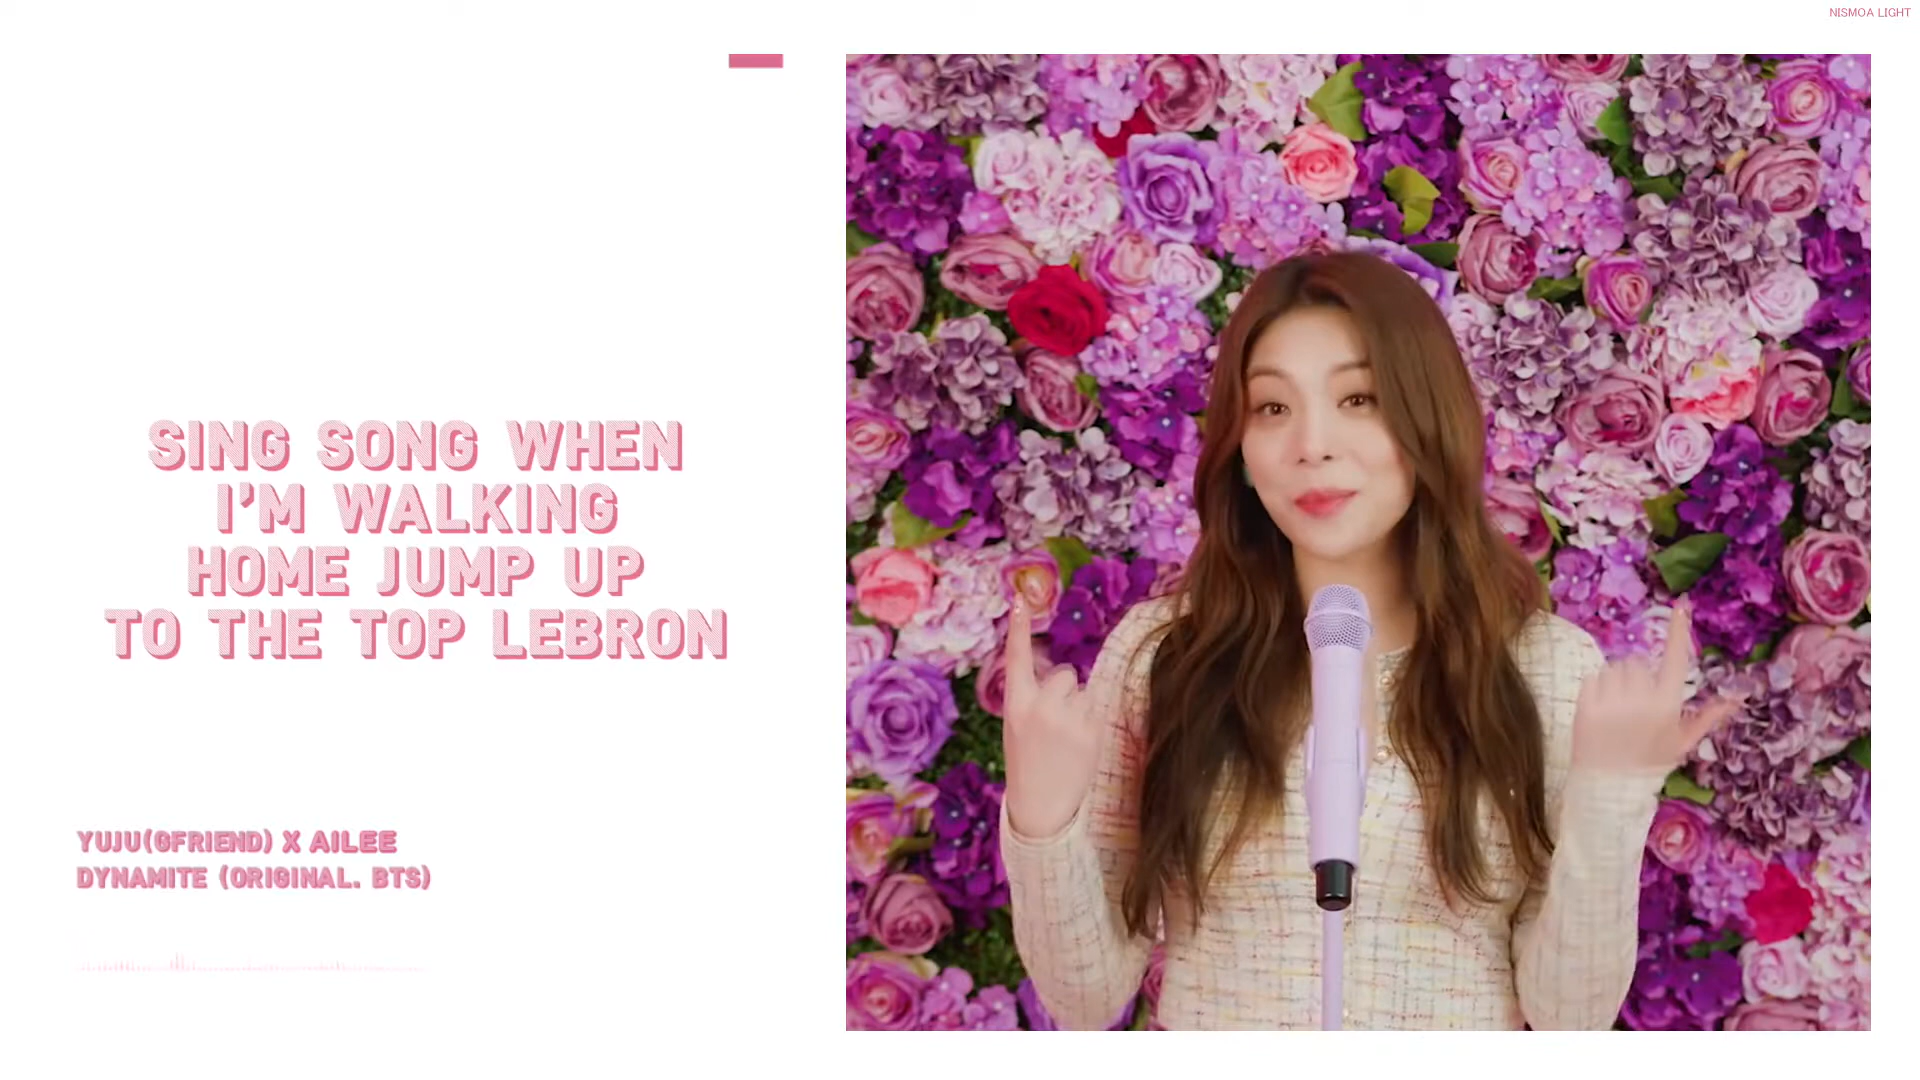 NISMOA LIGHT
SING SONG WHEN
I'M WALKING
HOME JUMP UP
TO THE TOP LEBRON
YUJU(GFRIEND) X AILEE
DYNAMITE (ORIGINAL. BTS)